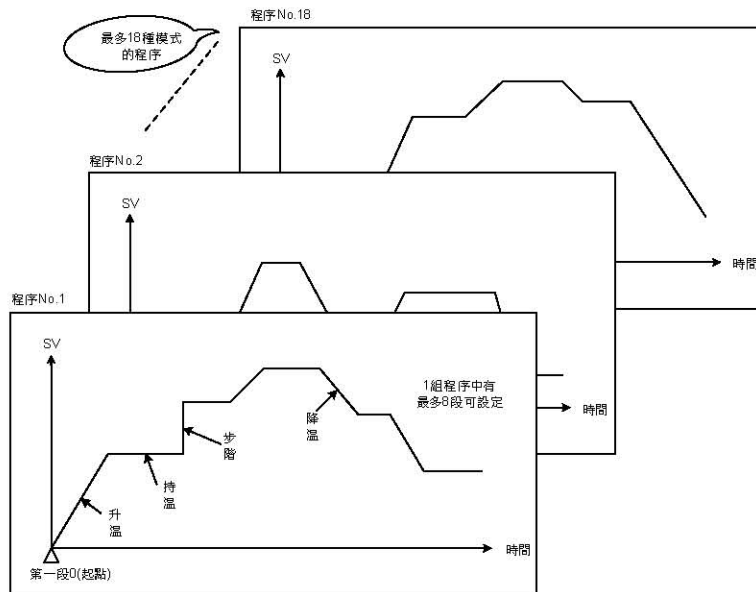 程序No.18
最多18種模式
的程序
SV
程序No.2
SV
時間
程序No.1
SV
1組程序中有
最多8段可設定
時間
降
溫
步
階
持
溫
升
溫
時間
第一段0(起點)